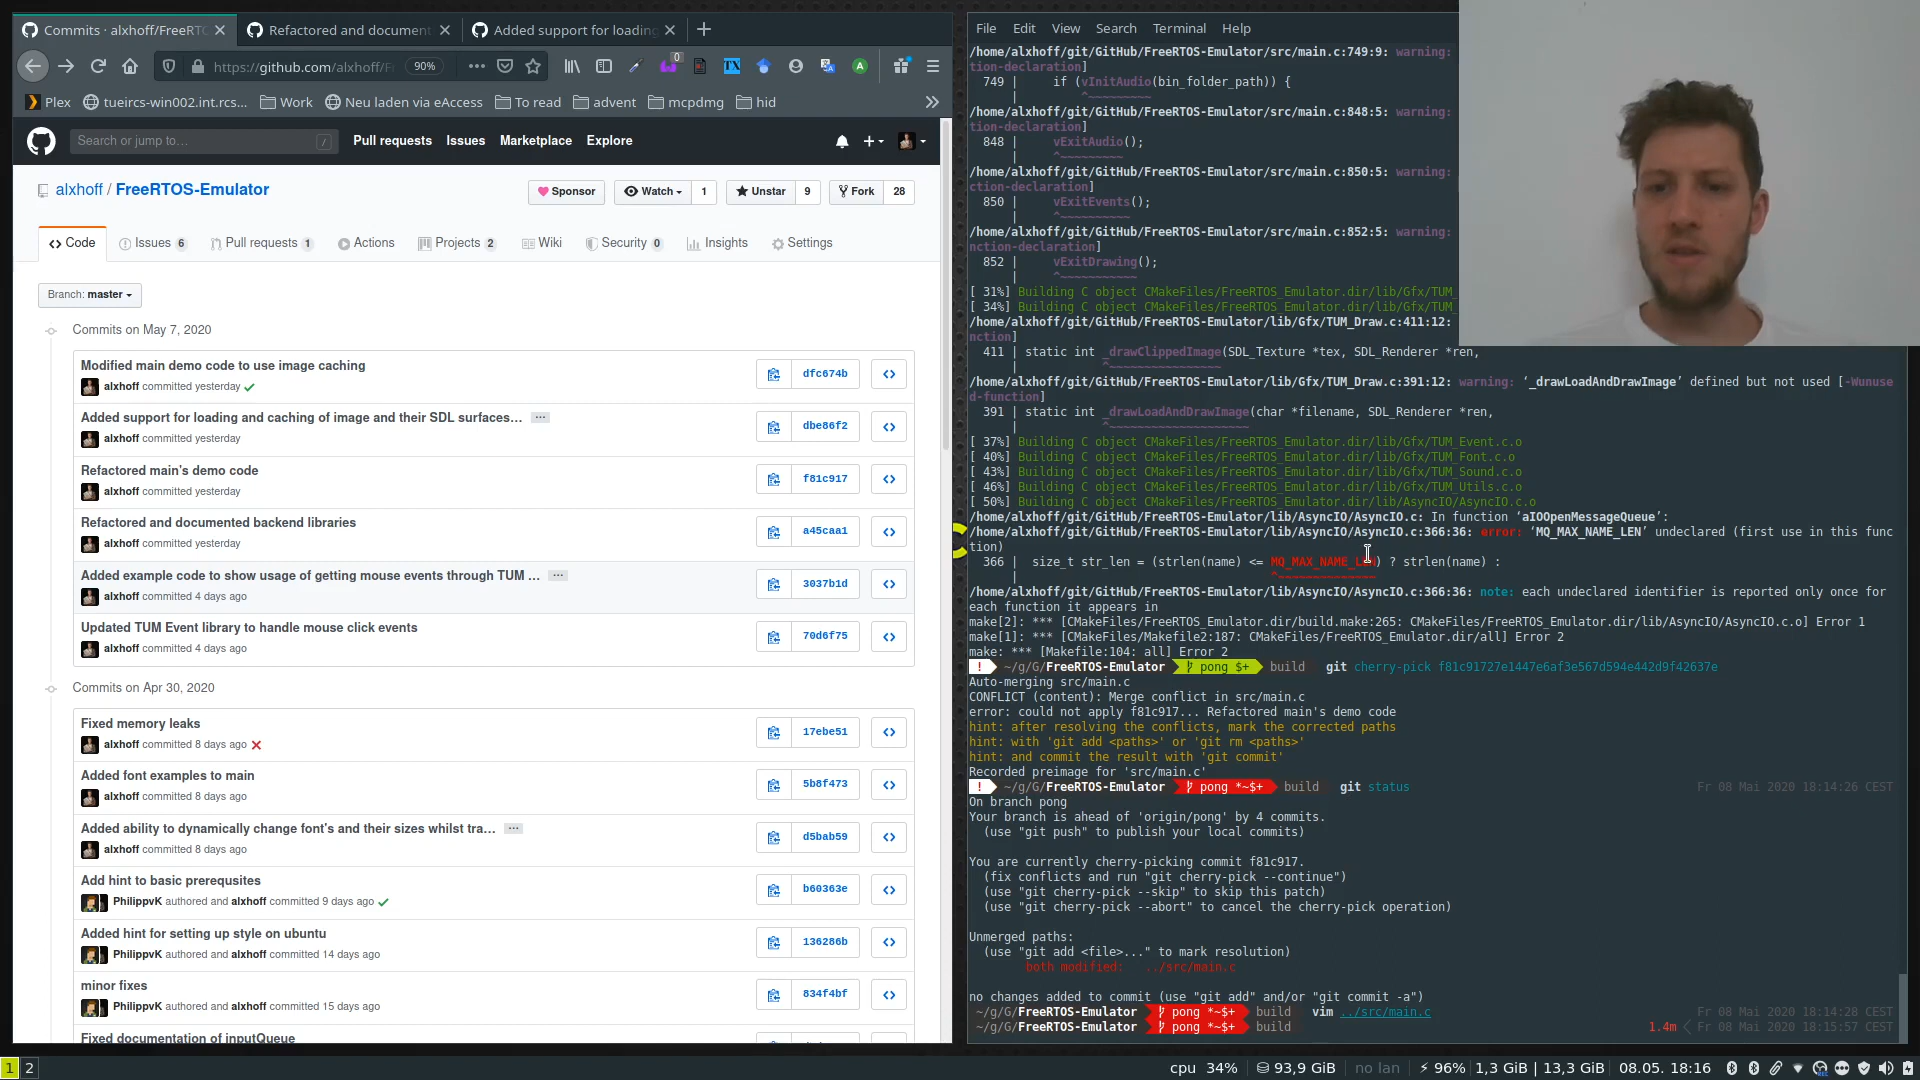 Commits · alxhoff/FreeRTO
Refactored and document
Added support for loading
https://github.com/alxhoff/F
90%
0
Plex
tueircs-win002.int.rcs...
Work
Neu laden via eAccess
To read
advent
mcpdmg
hid
Search or jump to…
/
Pull requests
Issues
Marketplace
Explore
alxhoff / FreeRTOS-Emulator
Sponsor
Watch
1
Unstar
9
Fork
28
Code
Issues 6
Pull requests 1
Actions
Projects 2
Wiki
Security 0
Insights
Settings
Branch: master
Commits on May 7, 2020
Modified main demo code to use image caching
alxhoff committed yesterday
dfc674b
Added support for loading and caching of image and their SDL surfaces…
alxhoff committed yesterday
dbe86f2
Refactored main's demo code
alxhoff committed yesterday
f81c917
Refactored and documented backend libraries
alxhoff committed yesterday
a45caa1
Added example code to show usage of getting mouse events through TUM …
alxhoff committed 4 days ago
3037b1d
Updated TUM Event library to handle mouse click events
alxhoff committed 4 days ago
70d6f75
Commits on Apr 30, 2020
Fixed memory leaks
alxhoff committed 8 days ago
17ebe51
Added font examples to main
alxhoff committed 8 days ago
5b8f473
Added ability to dynamically change font's and their sizes whilst tra…
alxhoff committed 8 days ago
d5bab59
Add hint to basic prerequsites
PhilippvK authored and alxhoff committed 9 days ago
b60363e
Added hint for setting up style on ubuntu
PhilippvK authored and alxhoff committed 14 days ago
136286b
minor fixes
PhilippvK authored and alxhoff committed 15 days ago
834f4bf
Fixed documentation of inputQueue
File Edit View Search Terminal Help
/home/alxhoff/git/GitHub/FreeRTOS-Emulator/src/main.c:749:9: warning:
tion-declaration]
749 | if (vInitAudio(bin_folder_path)) {
| ^~~~~~~~~~
/home/alxhoff/git/GitHub/FreeRTOS-Emulator/src/main.c:848:5: warning:
tion-declaration]
848 | vExitAudio();
| ^~~~~~~~~~
/home/alxhoff/git/GitHub/FreeRTOS-Emulator/src/main.c:850:5: warning:
ction-declaration]
850 | vExitEvents();
| ^~~~~~~~~~~
/home/alxhoff/git/GitHub/FreeRTOS-Emulator/src/main.c:852:5: warning:
nction-declaration]
852 | vExitDrawing();
| ^~~~~~~~~~~~
[ 31%] Building C object CMakeFiles/FreeRTOS_Emulator.dir/lib/Gfx/TUM_
[ 34%] Building C object CMakeFiles/FreeRTOS_Emulator.dir/lib/Gfx/TUM_
/home/alxhoff/git/GitHub/FreeRTOS-Emulator/lib/Gfx/TUM_Draw.c:411:12:
nction]
411 | static int _drawClippedImage(SDL_Texture *tex, SDL_Renderer *ren,
| ^~~~~~~~~~~~~~~~~
/home/alxhoff/git/GitHub/FreeRTOS-Emulator/lib/Gfx/TUM_Draw.c:391:12: warning: ‘_drawLoadAndDrawImage’ defined but not used [-Wunuse
d-function]
391 | static int _drawLoadAndDrawImage(char *filename, SDL_Renderer *ren,
| ^~~~~~~~~~~~~~~~~~~~~
[ 37%] Building C object CMakeFiles/FreeRTOS_Emulator.dir/lib/Gfx/TUM_Event.c.o
[ 40%] Building C object CMakeFiles/FreeRTOS_Emulator.dir/lib/Gfx/TUM_Font.c.o
[ 43%] Building C object CMakeFiles/FreeRTOS_Emulator.dir/lib/Gfx/TUM_Sound.c.o
[ 46%] Building C object CMakeFiles/FreeRTOS_Emulator.dir/lib/Gfx/TUM_Utils.c.o
[ 50%] Building C object CMakeFiles/FreeRTOS_Emulator.dir/lib/AsyncIO/AsyncIO.c.o
/home/alxhoff/git/GitHub/FreeRTOS-Emulator/lib/AsyncIO/AsyncIO.c: In function ‘aIOOpenMessageQueue’:
/home/alxhoff/git/GitHub/FreeRTOS-Emulator/lib/AsyncIO/AsyncIO.c:366:36: error: ‘MQ_MAX_NAME_LEN’ undeclared (first use in this func
tion)
366 | size_t str_len = (strlen(name) <= MQ_MAX_NAME_LEN) ? strlen(name) :
| ^~~~~~~~~~~~~~~
/home/alxhoff/git/GitHub/FreeRTOS-Emulator/lib/AsyncIO/AsyncIO.c:366:36: note: each undeclared identifier is reported only once for
each function it appears in
make[2]: *** [CMakeFiles/FreeRTOS_Emulator.dir/build.make:265: CMakeFiles/FreeRTOS_Emulator.dir/lib/AsyncIO/AsyncIO.c.o] Error 1
make[1]: *** [CMakeFiles/Makefile2:187: CMakeFiles/FreeRTOS_Emulator.dir/all] Error 2
make: *** [Makefile:104: all] Error 2
! ~/g/G/FreeRTOS-Emulator pong $+ build git cherry-pick f81c91727e1447e6af3e567d594e442d9f42637e
Auto-merging src/main.c
CONFLICT (content): Merge conflict in src/main.c
error: could not apply f81c917... Refactored main's demo code
hint: after resolving the conflicts, mark the corrected paths
hint: with 'git add <paths>' or 'git rm <paths>'
hint: and commit the result with 'git commit'
Recorded preimage for 'src/main.c'
! ~/g/G/FreeRTOS-Emulator pong *~$+ build git status Fr 08 Mai 2020 18:14:26 CEST
On branch pong
Your branch is ahead of 'origin/pong' by 4 commits.
(use "git push" to publish your local commits)
You are currently cherry-picking commit f81c917.
(fix conflicts and run "git cherry-pick --continue")
(use "git cherry-pick --skip" to skip this patch)
(use "git cherry-pick --abort" to cancel the cherry-pick operation)
Unmerged paths:
(use "git add <file>..." to mark resolution)
both modified: ../src/main.c
no changes added to commit (use "git add" and/or "git commit -a")
~/g/G/FreeRTOS-Emulator pong *~$+ build vim ../src/main.c Fr 08 Mai 2020 18:14:28 CEST
~/g/G/FreeRTOS-Emulator pong *~$+ build 1.4m Fr 08 Mai 2020 18:15:57 CEST
1 2
cpu 34% 93,9 GiB no lan 96% 1,3 GiB | 13,3 GiB 08.05. 18:16